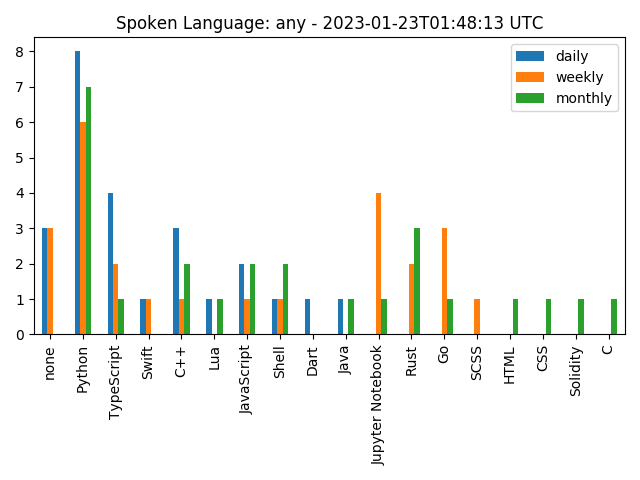 Spoken Language: any - 2023-01-23T01:48:13 UTC
daily
weekly
monthly
8
7
6
5
4
3
2
1
0
none
Python
TypeScript
Swift
C++
Lua
JavaScript
Shell
Dart
Java
Jupyter Notebook
Rust
Go
SCSS
HTML
CSS
Solidity
C